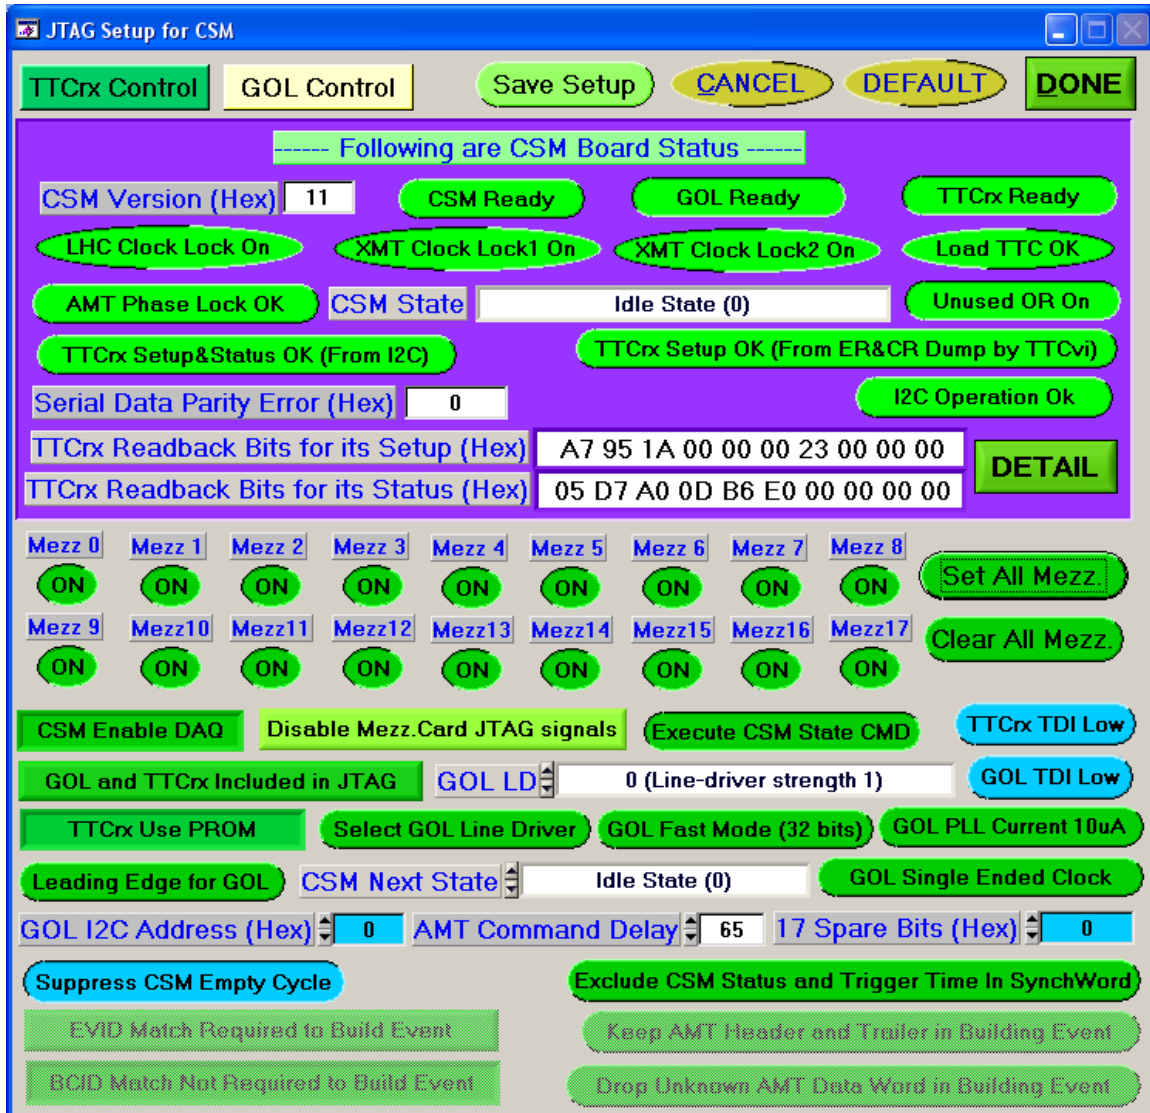 JTAG Setup for CSM
TTCrx Control GOL Control Save Setup CANCEL DEFAULT DONE
------ Following are CSM Board Status ------
CSM Version (Hex) 11 CSM Ready GOL Ready TTCrx Ready
LHC Clock Lock On XMT Clock Lock1 On XMT Clock Lock2 On Load TTC OK
AMT Phase Lock OK CSM State Idle State (0) Unused OR On
TTCrx Setup&Status OK (From I2C) TTCrx Setup OK (From ER&CR Dump by TTCvi)
Serial Data Parity Error (Hex) 0 I2C Operation Ok
TTCrx Readback Bits for its Setup (Hex) A7 95 1A 00 00 00 23 00 00 00
DETAIL
TTCrx Readback Bits for its Status (Hex) 05 D7 A0 0D B6 E0 00 00 00 00
Mezz 0 Mezz 1 Mezz 2 Mezz 3 Mezz 4 Mezz 5 Mezz 6 Mezz 7 Mezz 8
ON ON ON ON ON ON ON ON ON Set All Mezz.
Mezz 9 Mezz10 Mezz11 Mezz12 Mezz13 Mezz14 Mezz15 Mezz16 Mezz17
ON ON ON ON ON ON ON ON ON Clear All Mezz.
CSM Enable DAQ Disable Mezz.Card JTAG signals Execute CSM State CMD TTCrx TDI Low
GOL and TTCrx Included in JTAG GOL LD 0 (Line-driver strength 1) GOL TDI Low
TTCrx Use PROM Select GOL Line Driver GOL Fast Mode (32 bits) GOL PLL Current 10uA
Leading Edge for GOL CSM Next State Idle State (0) GOL Single Ended Clock
GOL I2C Address (Hex) 0 AMT Command Delay 65 17 Spare Bits (Hex) 0
Suppress CSM Empty Cycle Exclude CSM Status and Trigger Time In SynchWord
EVID Match Required to Build Event Keep AMT Header and Trailer in Building Event
BCID Match Not Required to Build Event Drop Unknown AMT Data Word in Building Event